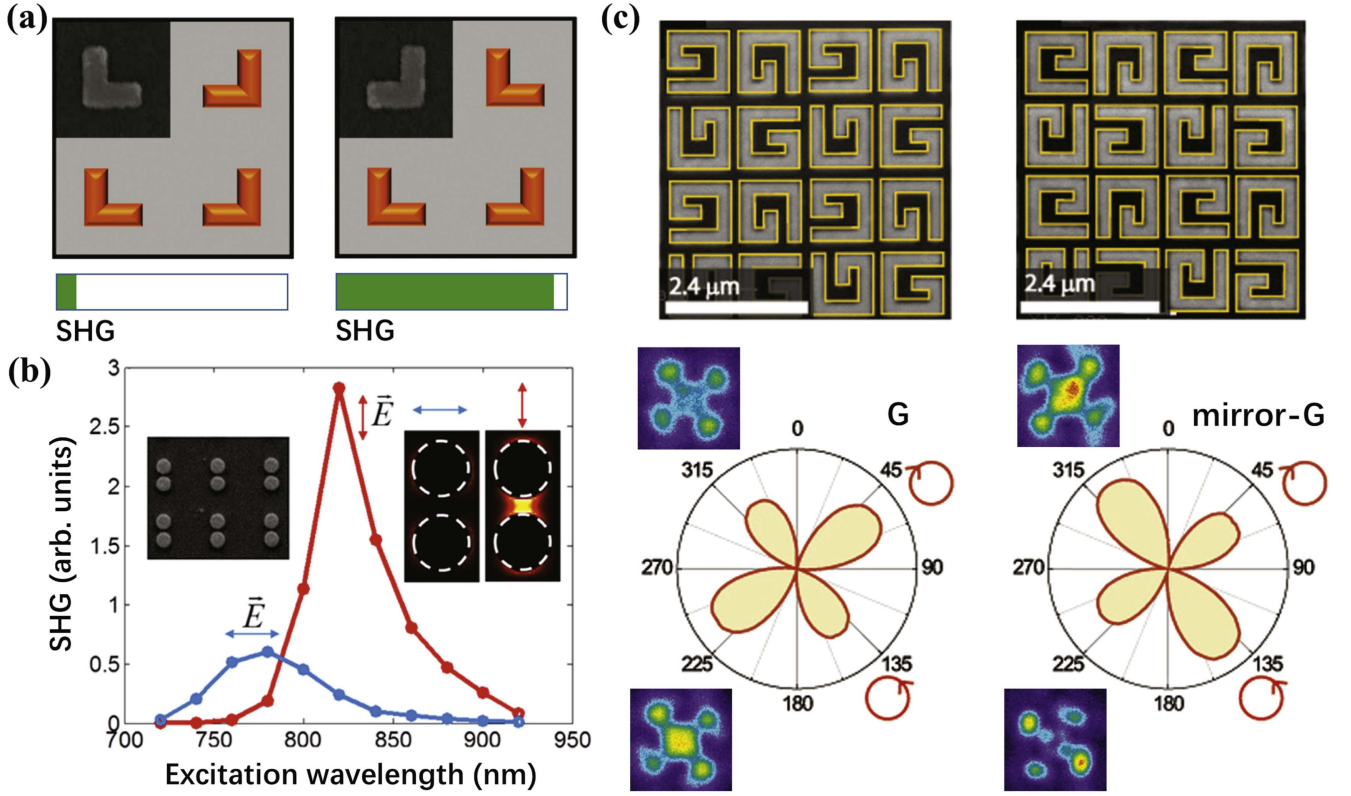 (a)
SHG
SHG
(b)
3
2.5
2
1.5
1
0.5
0
700
750
800
850
900
950
SHG (arb. units)
Excitation wavelength (nm)
E⃗
E⃗
(c)
2.4 μm
2.4 μm
G
0
45
90
135
180
225
270
315
mirror-G
0
45
90
135
180
225
270
315